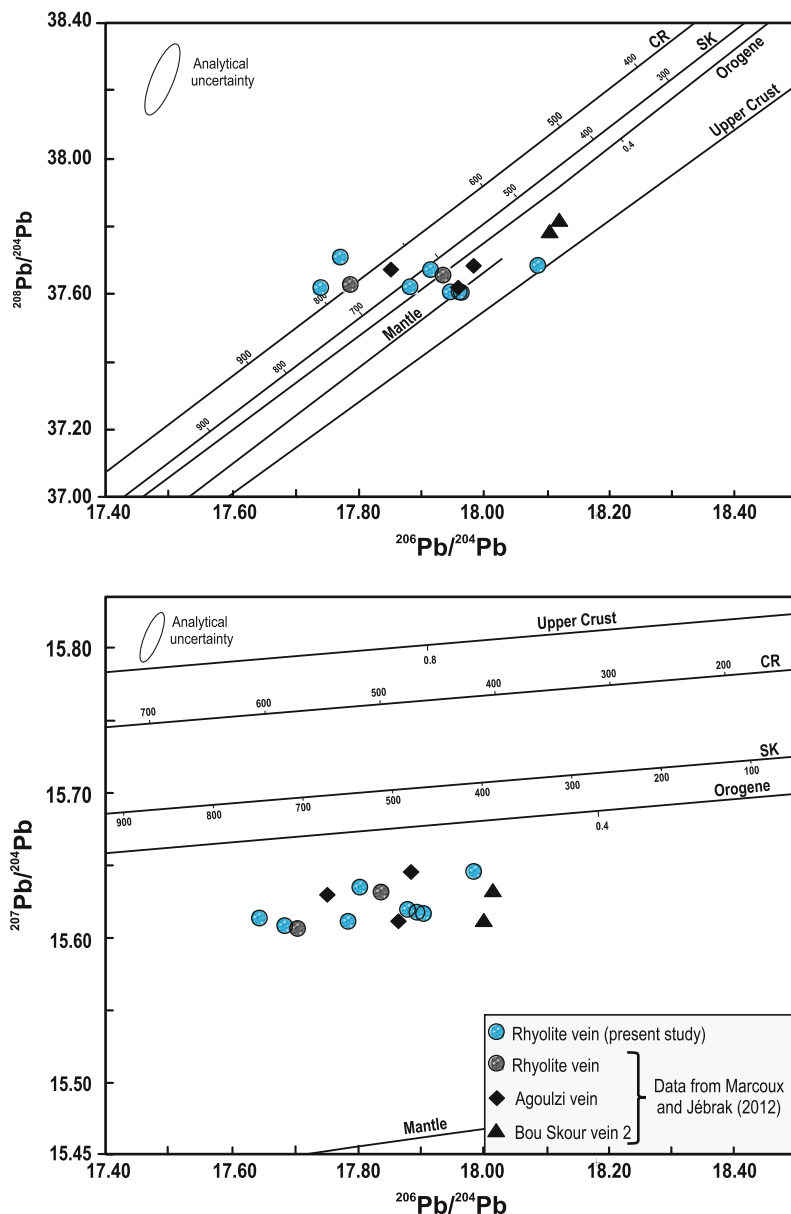 38.40
38.00
37.60
37.20
37.00
208Pb/204Pb
Analytical
uncertainty
CR
SK
Orogene
Upper Crust
Mantle
400
500
600
800
900
300
400
500
700
800
900
0.4
17.40
17.60
17.80
18.00
18.20
18.40
206Pb/204Pb
15.80
15.70
15.60
15.50
15.45
207Pb/204Pb
Analytical
uncertainty
Upper Crust
0.8
CR
700
600
500
400
300
200
SK
900
800
700
600
500
400
300
200
100
Orogene
0.4
Mantle
Rhyolite vein (present study)
Rhyolite vein
Agoulzi vein
Bou Skour vein 2
Data from Marcoux
and Jébrak (2012)
17.40
17.60
17.80
18.00
18.20
18.40
206Pb/204Pb